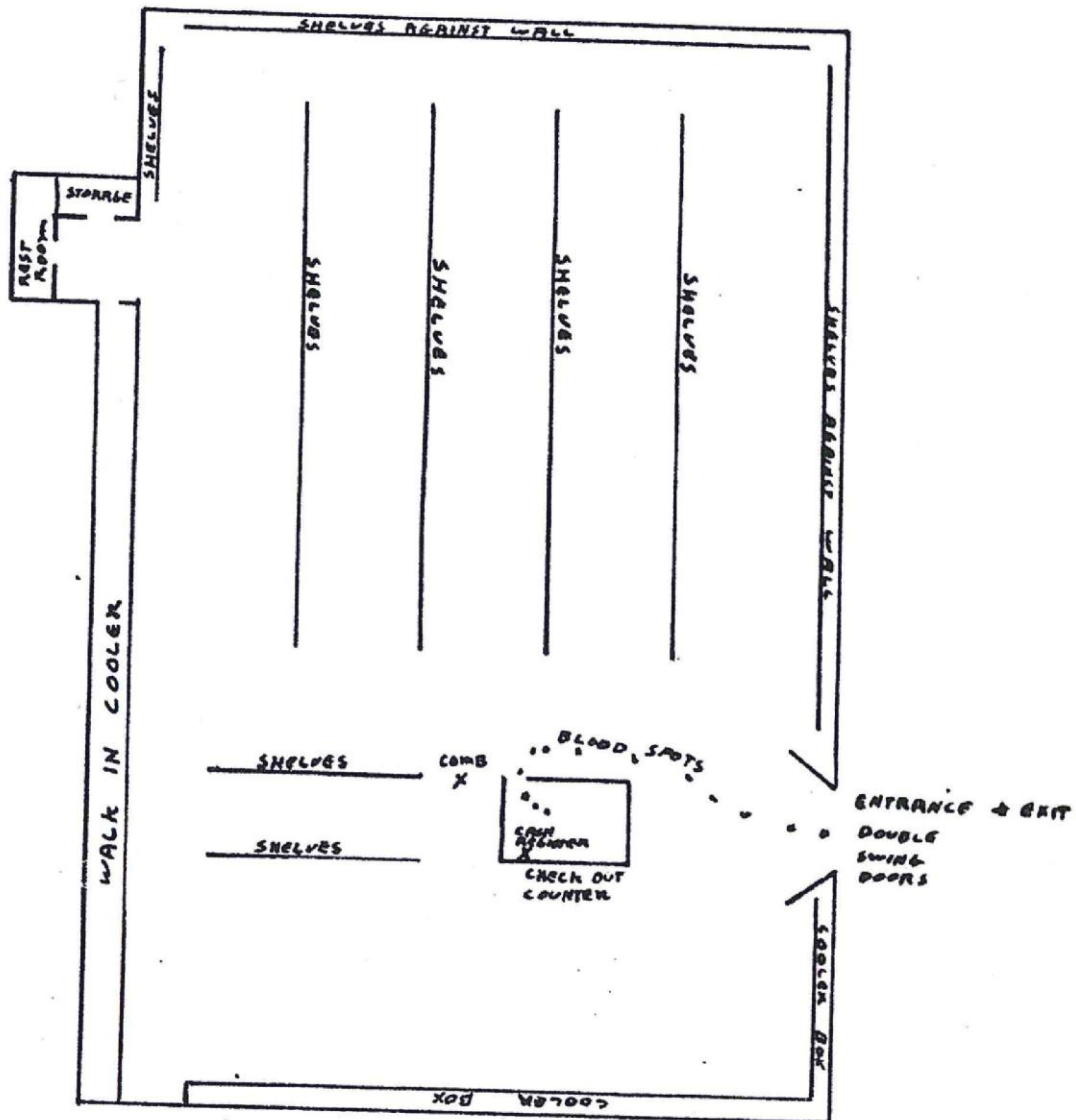 SHELVES AGAINST WALL
SHELVES
STORAGE
REST
ROOM
SHELVES
SHELVES
SHELVES
SHELVES
SHELVES AGAINST WALL
WALK IN COOLER
BLOOD SPOTS
SHELVES
COMB
X
ENTRANCE & EXIT
DOUBLE
SWING
DOORS
CASH
REGISTER
X
SHELVES
CHECK OUT
COUNTER
COOLER BOX
COOLER BOX